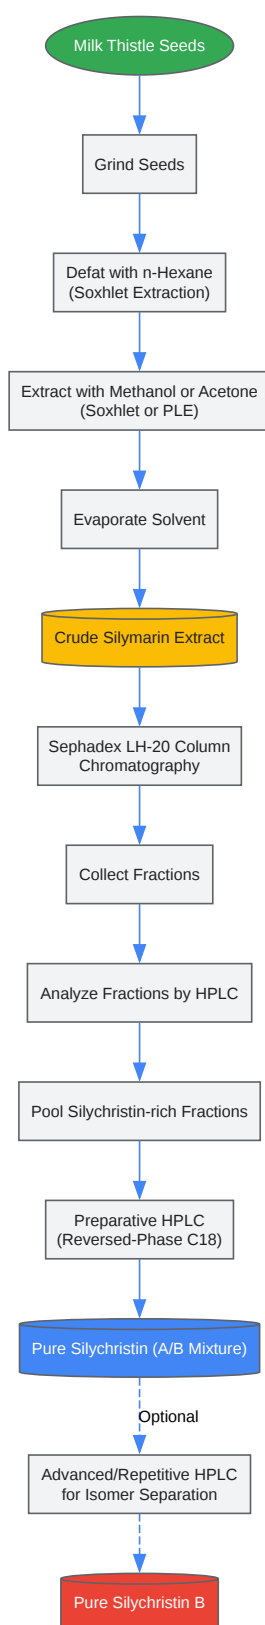 Milk Thistle Seeds
Grind Seeds
Defat with n-Hexane
(Soxhlet Extraction)
Extract with Methanol or Acetone
(Soxhlet or PLE)
Evaporate Solvent
Crude Silymarin Extract
Sephadex LH-20 Column
Chromatography
Collect Fractions
Analyze Fractions by HPLC
Pool Silychristin-rich Fractions
Preparative HPLC
(Reversed-Phase C18)
Pure Silychristin (A/B Mixture)
Optional
Advanced/Repetitive HPLC
for Isomer Separation
Pure Silychristin B